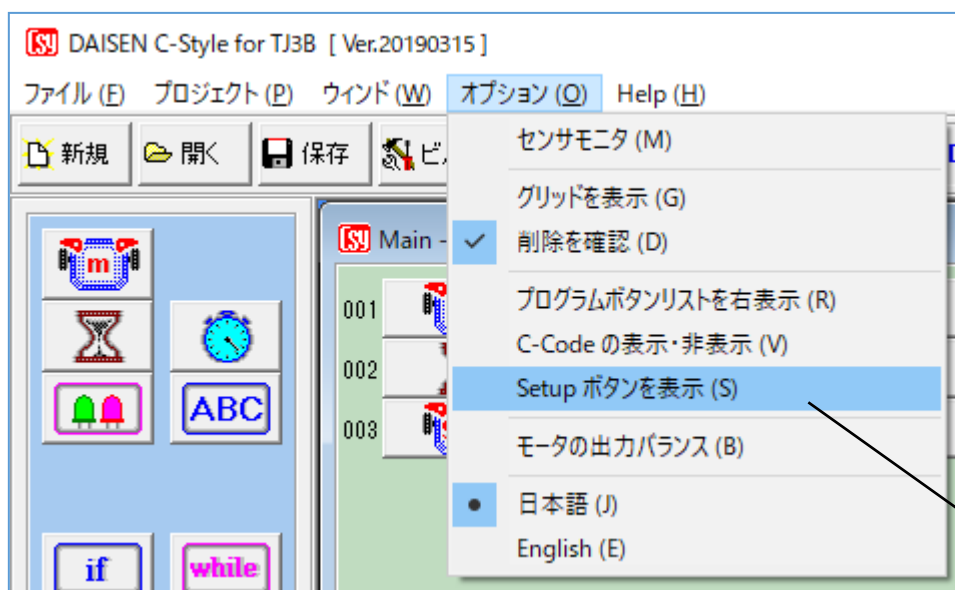 DAISEN C-Style for TJ3B [ Ver.20190315 ]
ファイル (F) プロジェクト (P) ウィンド (W) オプション (O) Help (H)
新規 開く 保存 ビ
センサモニタ (M)
グリッドを表示 (G)
削除を確認 (D)
プログラムボタンリストを右表示 (R)
C-Code の表示・非表示 (V)
Setup ボタンを表示 (S)
モータの出力バランス (B)
日本語 (J)
English (E)
m
ABC
if while
Main -
001
002
003